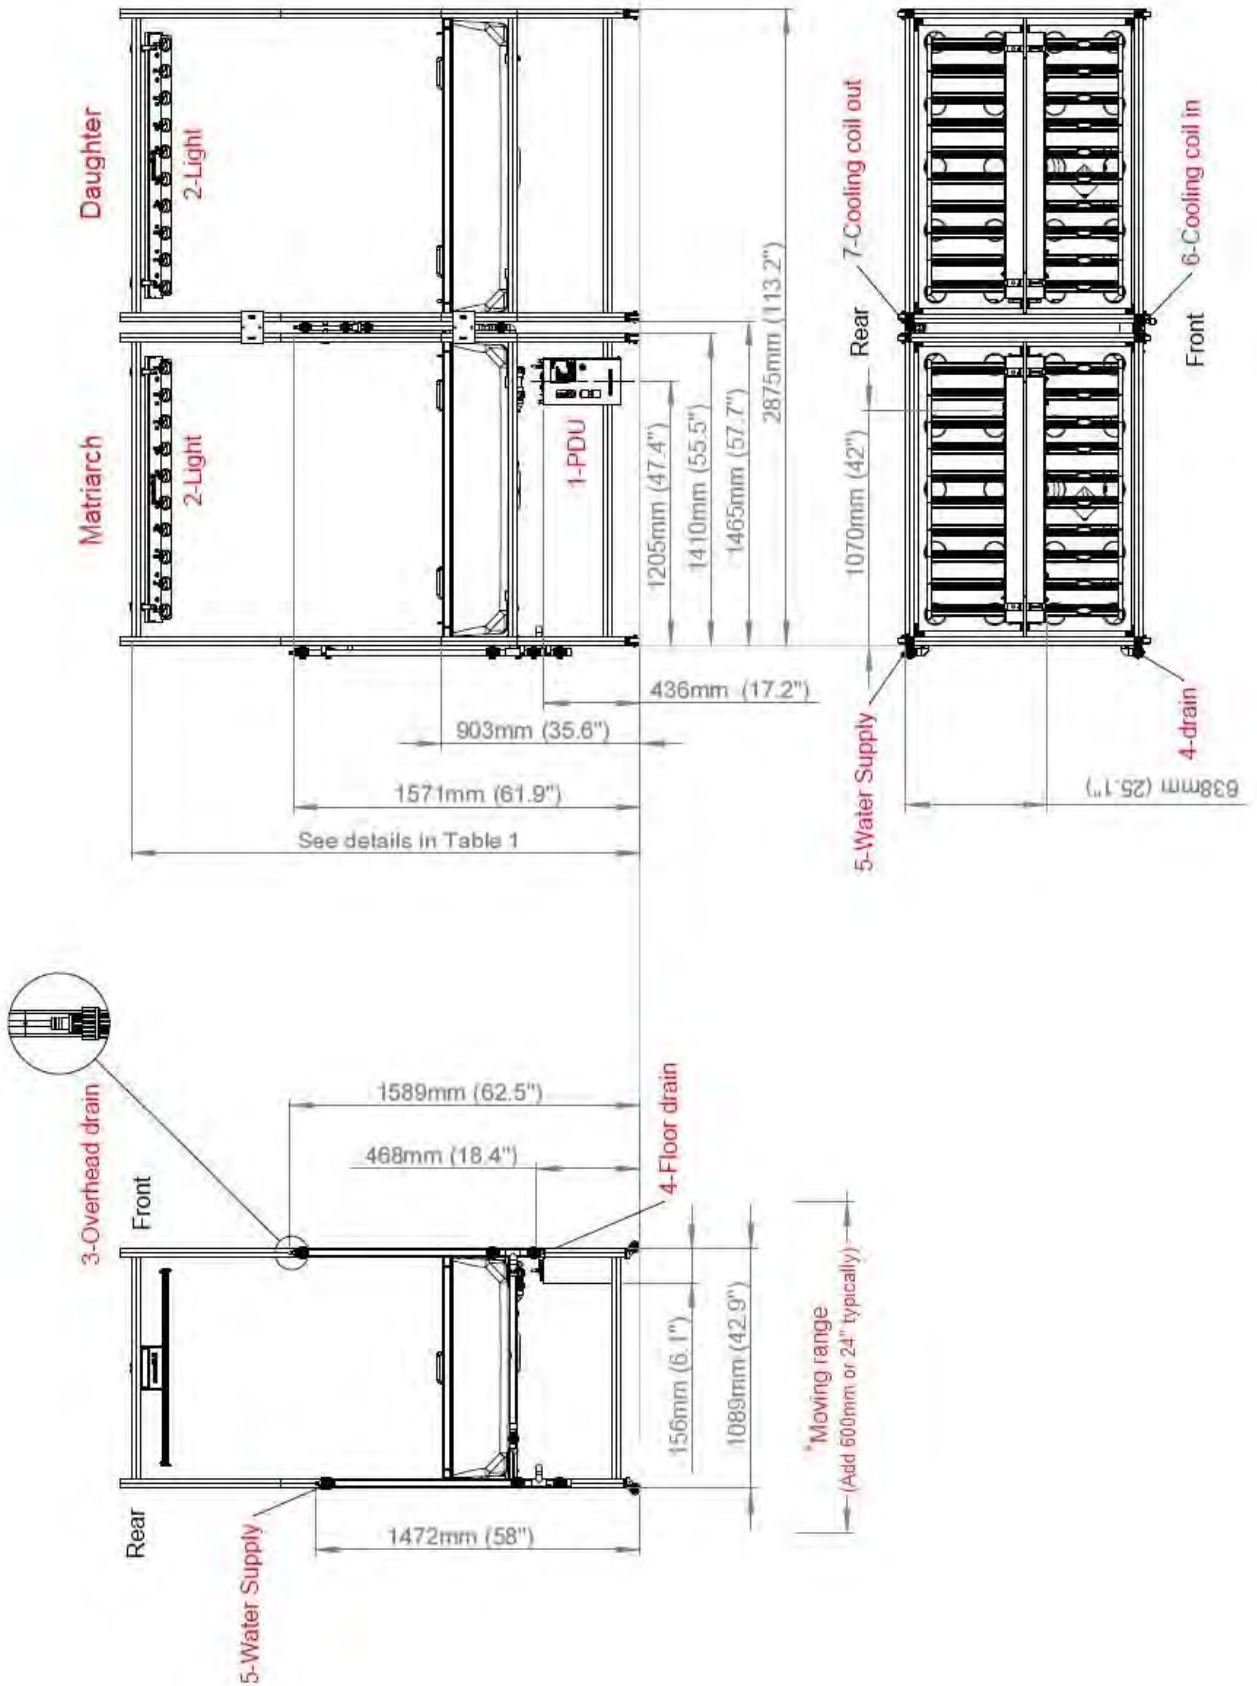 Matriarch
Daughter
2-Light
2-Light
1-PDU
1205mm (47.4")
1410mm (55.5")
1465mm (57.7")
2875mm (113.2")
436mm (17.2")
903mm (35.6")
1571mm (61.9")
See details in Table 1
7-Cooling coil out
Rear
1070mm (42")
5-Water Supply
6-Cooling coil in
Front
4-drain
638mm (25.1")
3-Overhead drain
Front
Rear
1589mm (62.5")
468mm (18.4")
4-Floor drain
156mm (6.1")
1089mm (42.9")
*Moving range
(Add 600mm or 24" typically)
5-Water Supply
1472mm (58")